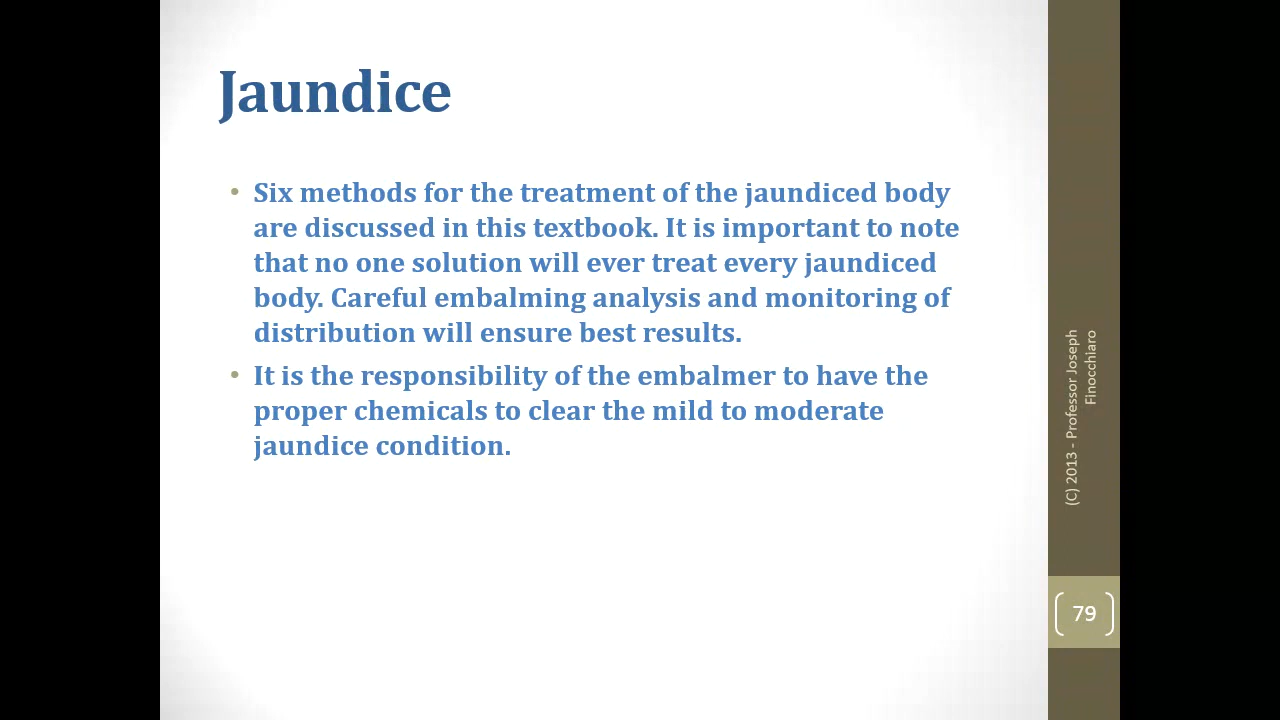 Jaundice
• Six methods for the treatment of the jaundiced body
are discussed in this textbook. It is important to note
that no one solution will ever treat every jaundiced
body. Careful embalming analysis and monitoring of
distribution will ensure best results.
• It is the responsibility of the embalmer to have the
proper chemicals to clear the mild to moderate
jaundice condition.
(C) 2013 - Professor Joseph
Finocchiaro
79